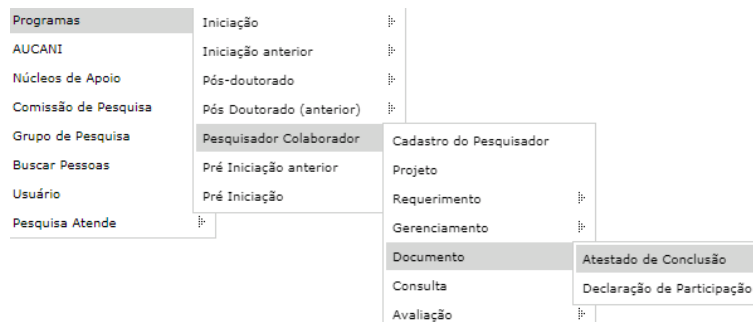 Programas
AUCANI
Núcleos de Apoio
Comissão de Pesquisa
Grupo de Pesquisa
Buscar Pessoas
Usuário
Pesquisa Atende
Iniciação
Iniciação anterior
Pós-doutorado
Pós Doutorado (anterior)
Pesquisador Colaborador
Pré Iniciação anterior
Pré Iniciação
Cadastro do Pesquisador
Projeto
Requerimento
Gerenciamento
Documento
Consulta
Avaliação
Atestado de Conclusão
Declaração de Participação